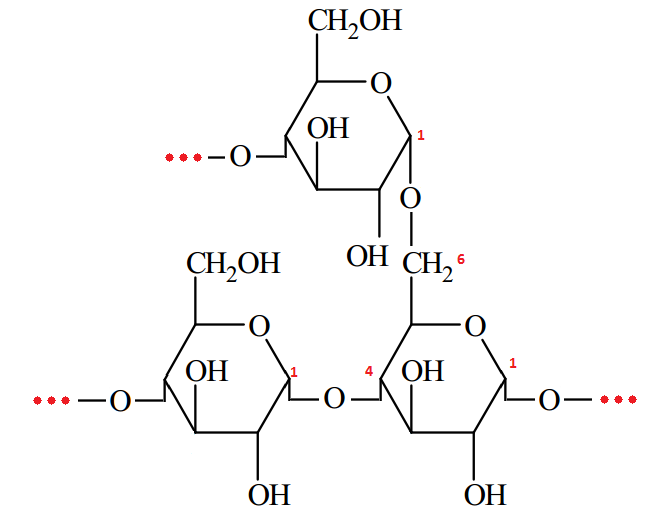 CH₂OH
O
OH 1
O
O
OH CH₂ 6
CH₂OH
O O
OH 1 4 OH 1
O O O
OH OH